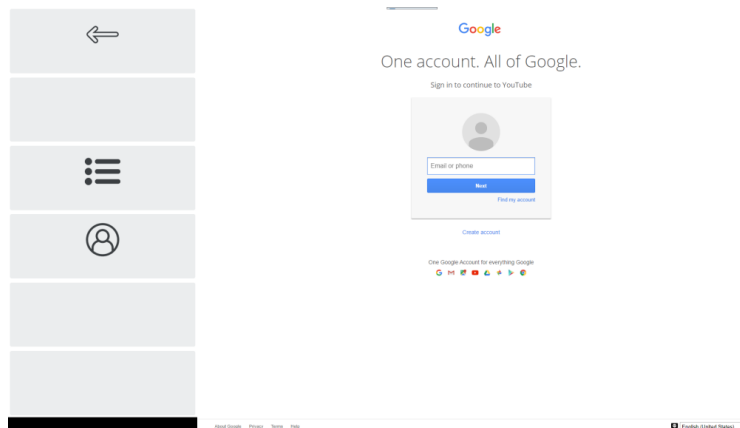 Google
One account. All of Google.
Sign in to continue to YouTube
Email or phone
Next
Find my account
Create account
One Google Account for everything Google
About Google Privacy Terms Help
English (United States)